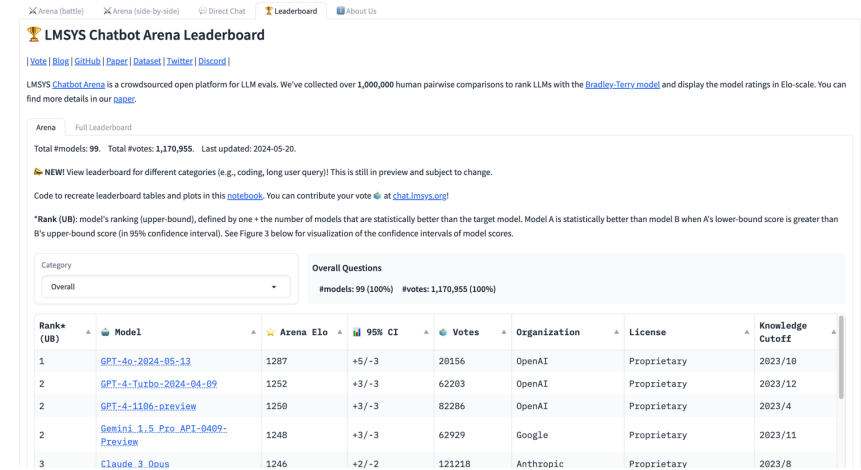 Arena (battle) Arena (side-by-side) Direct Chat Leaderboard About Us
LMSYS Chatbot Arena Leaderboard
| Vote | Blog | GitHub | Paper | Dataset | Twitter | Discord |
LMSYS Chatbot Arena is a crowdsourced open platform for LLM evals. We've collected over 1,000,000 human pairwise comparisons to rank LLMs with the Bradley-Terry model and display the model ratings in Elo-scale. You can
find more details in our paper.
Arena Full Leaderboard
Total #models: 99. Total #votes: 1,170,955. Last updated: 2024-05-20.
NEW! View leaderboard for different categories (e.g., coding, long user query)! This is still in preview and subject to change.
Code to recreate leaderboard tables and plots in this notebook. You can contribute your vote at chat.lmsys.org!
*Rank (UB): model's ranking (upper-bound), defined by one + the number of models that are statistically better than the target model. Model A is statistically better than model B when A's lower-bound score is greater than
B's upper-bound score (in 95% confidence interval). See Figure 3 below for visualization of the confidence intervals of model scores.
Category
Overall
Overall Questions
#models: 99 (100%) #votes: 1,170,955 (100%)
Rank* (UB) Model Arena Elo 95% CI Votes Organization License Knowledge Cutoff
1 GPT-4o-2024-05-13 1287 +5/-3 20156 OpenAI Proprietary 2023/10
2 GPT-4-Turbo-2024-04-09 1252 +3/-3 62203 OpenAI Proprietary 2023/12
2 GPT-4-1106-preview 1250 +3/-3 82286 OpenAI Proprietary 2023/4
2 Gemini 1.5 Pro API-0409-Preview 1248 +3/-3 62929 Google Proprietary 2023/11
3 Claude 3 Opus 1246 +2/-2 121218 Anthropic Proprietary 2023/8